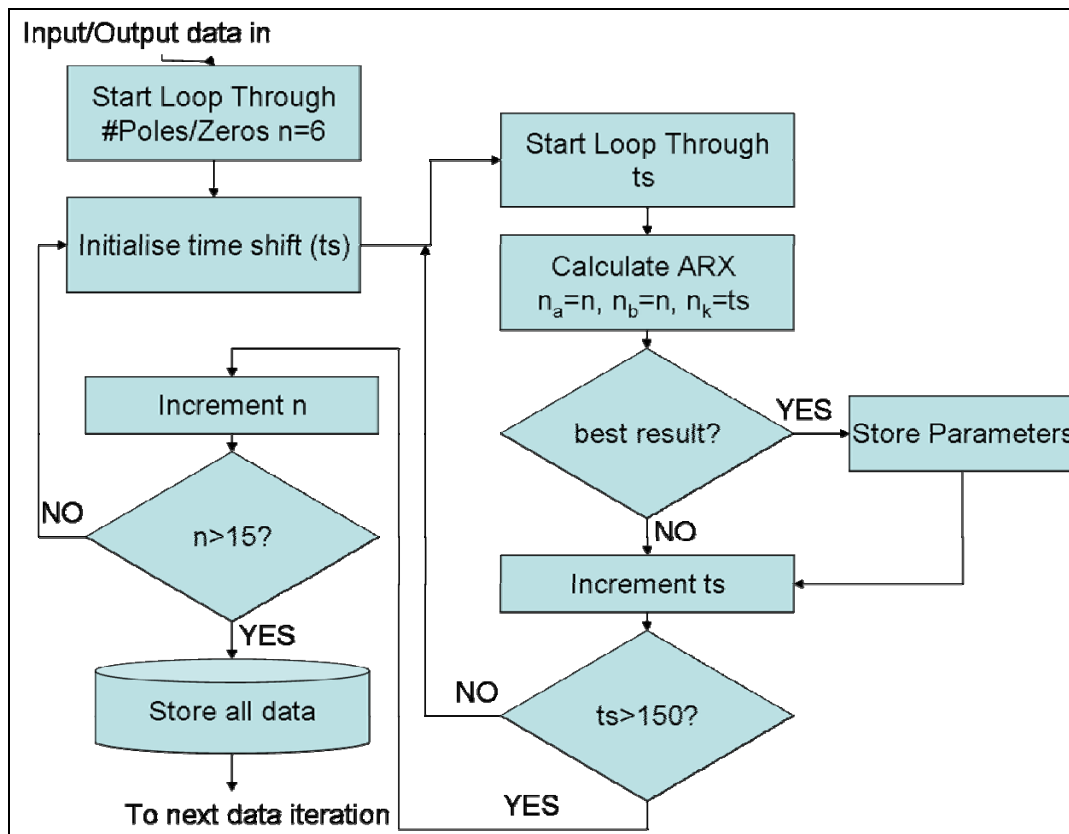 Input/Output data in
Start Loop Through
#Poles/Zeros n=6
Initialise time shift (ts)
Start Loop Through
ts
Calculate ARX
nₐ=n, n_b=n, nₖ=ts
best result?
YES
Store Parameters
NO
Increment ts
ts>150?
NO
YES
Increment n
n>15?
NO
YES
Store all data
To next data iteration